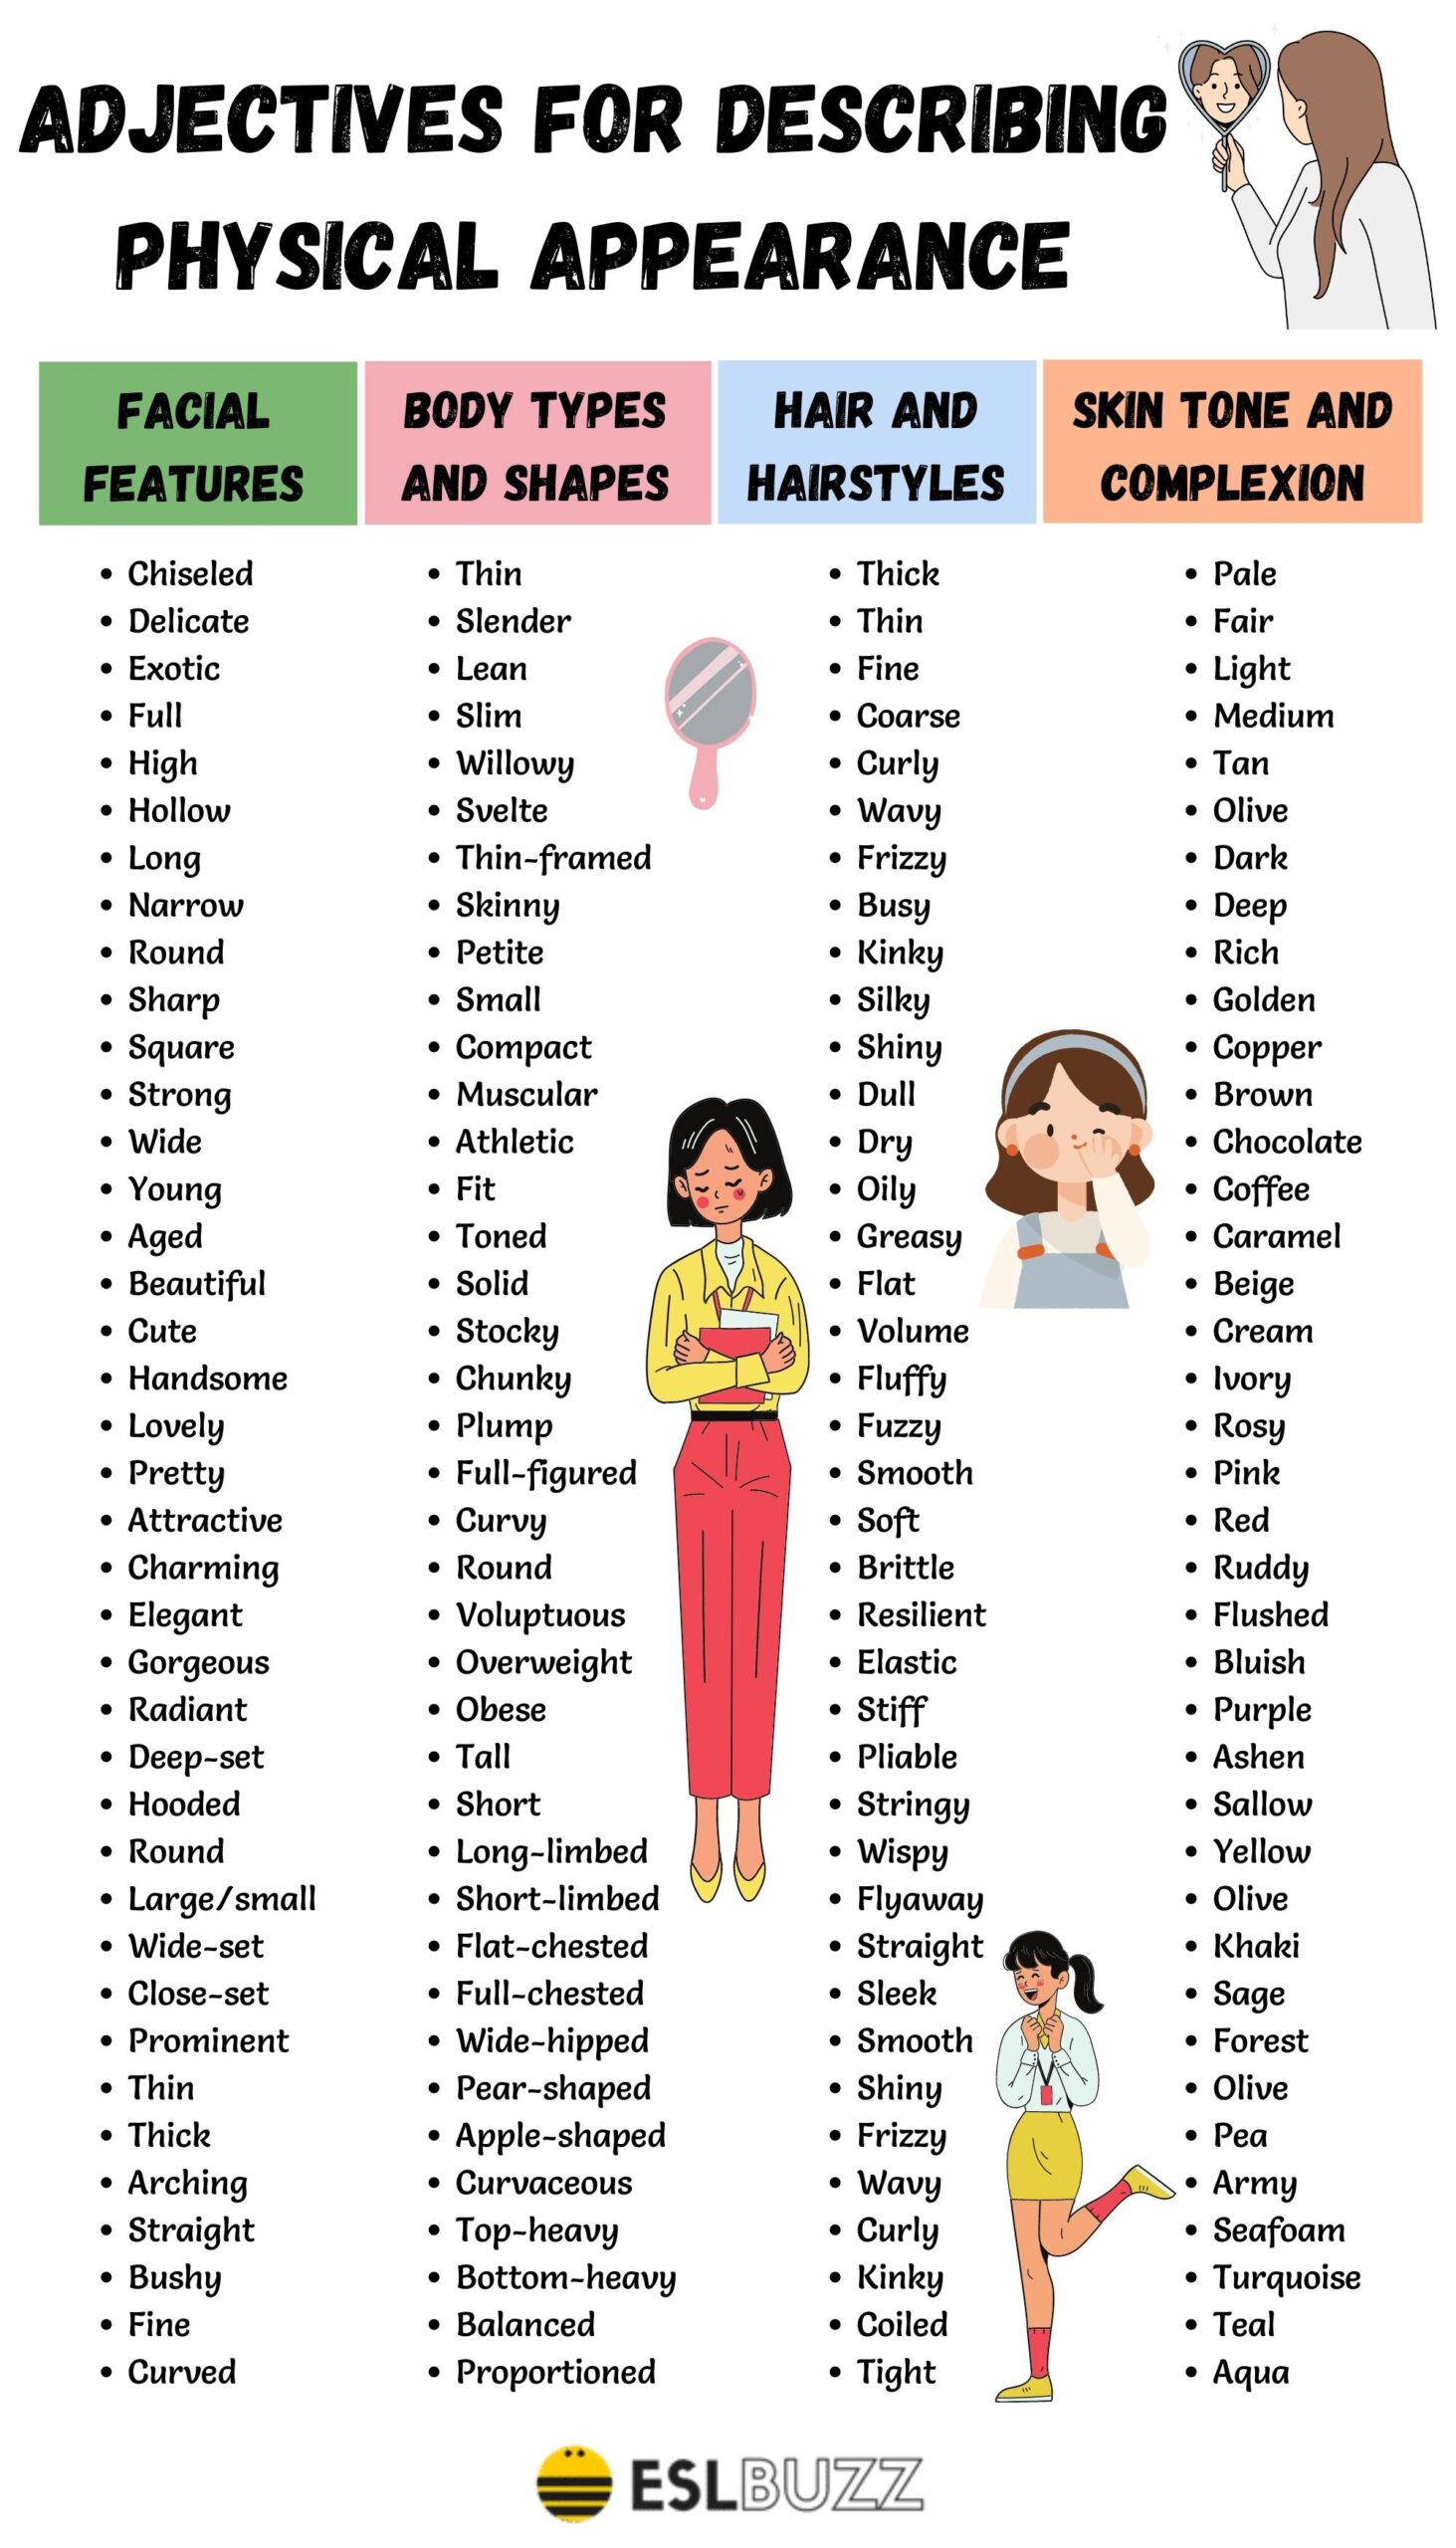 ADJECTIVES FOR DESCRIBING
PHYSICAL APPEARANCE
FACIAL
FEATURES
Chiseled
Delicate
Exotic
Full
High
Hollow
Long
Narrow
Round
Sharp
Square
Strong
Wide
Young
Aged
Beautiful
Cute
Handsome
Lovely
Pretty
Attractive
Charming
Elegant
Gorgeous
Radiant
Deep-set
Hooded
Round
Large/small
Wide-set
Close-set
Prominent
Thin
Thick
Arching
Straight
Bushy
Fine
Curved
BODY TYPES
AND SHAPES
Thin
Slender
Lean
Slim
Willowy
Svelte
Thin-framed
Skinny
Petite
Small
Compact
Muscular
Athletic
Fit
Toned
Solid
Stocky
Chunky
Plump
Full-figured
Curvy
Round
Voluptuous
Overweight
Obese
Tall
Short
Long-limbed
Short-limbed
Flat-chested
Full-chested
Wide-hipped
Pear-shaped
Apple-shaped
Curvaceous
Top-heavy
Bottom-heavy
Balanced
Proportioned
HAIR AND
HAIRSTYLES
Thick
Thin
Fine
Coarse
Curly
Wavy
Frizzy
Busy
Kinky
Silky
Shiny
Dull
Dry
Oily
Greasy
Flat
Volume
Fluffy
Fuzzy
Smooth
Soft
Brittle
Resilient
Elastic
Stiff
Pliable
Stringy
Wispy
Flyaway
Straight
Sleek
Smooth
Shiny
Frizzy
Wavy
Curly
Kinky
Coiled
Tight
SKIN TONE AND
COMPLEXION
Pale
Fair
Light
Medium
Tan
Olive
Dark
Deep
Rich
Golden
Copper
Brown
Chocolate
Coffee
Caramel
Beige
Cream
Ivory
Rosy
Pink
Red
Ruddy
Flushed
Bluish
Purple
Ashen
Sallow
Yellow
Olive
Khaki
Sage
Forest
Olive
Pea
Army
Seafoam
Turquoise
Teal
Aqua
ESLBUZZ